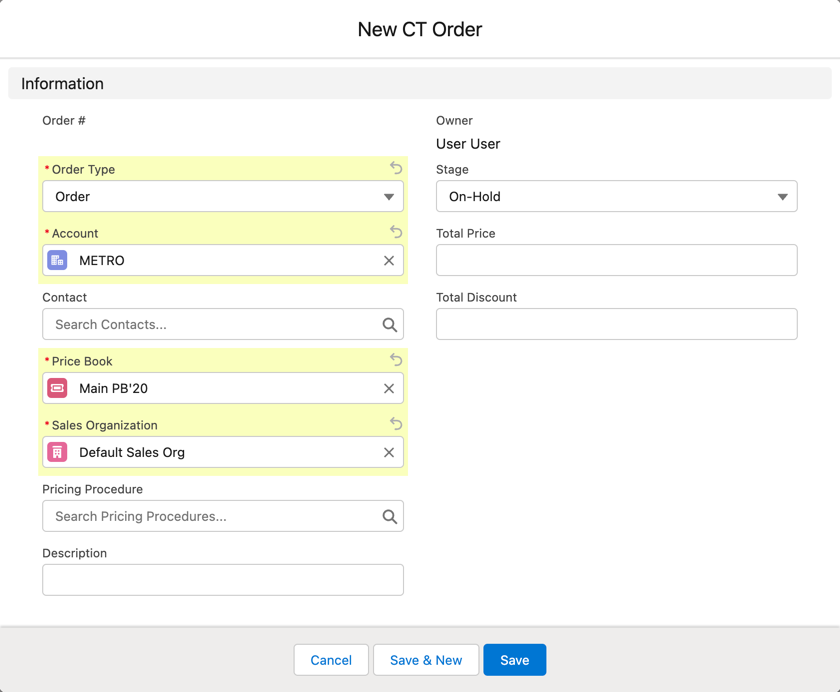 New CT Order
Information
Order #
*Order Type
Order
*Account
METRO
Contact
Search Contacts...
*Price Book
Main PB'20
*Sales Organization
Default Sales Org
Pricing Procedure
Search Pricing Procedures...
Description
Owner
User User
Stage
On-Hold
Total Price
Total Discount
Cancel
Save & New
Save